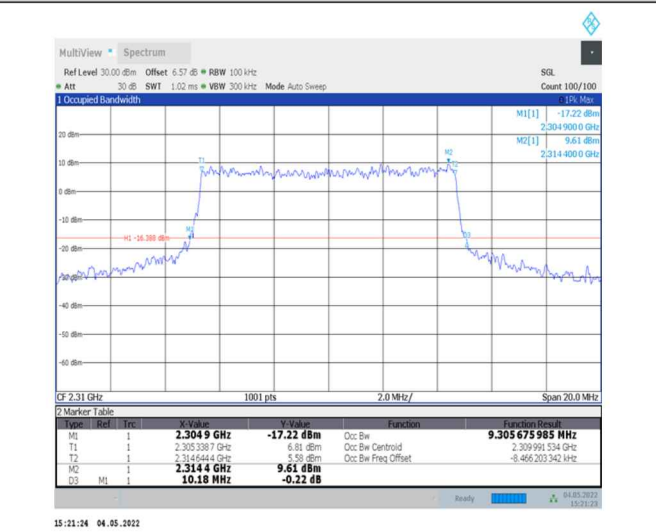 MultiView Spectrum
Ref Level 30.00 dBm Offset 6.57 dB RBW 100 kHz SGL
Att 30 dB SWT 1.02 ms VBW 300 kHz Mode Auto Sweep Count 100/100
1 Occupied Bandwidth 1Pk Max
M1[1] -17.22 dBm
2.304 900 0 GHz
M2[1] 9.61 dBm
2.314 400 0 GHz
20 dBm
M2
T1
T2
10 dBm
0 dBm
-10 dBm
M1
D3
H1 -16.388 dBm
-20 dBm
-30 dBm
-40 dBm
-50 dBm
-60 dBm
CF 2.31 GHz 1001 pts 2.0 MHz/ Span 20.0 MHz
2 Marker Table
Type Ref Trc X-Value Y-Value Function Function Result
M1 1 2.304 9 GHz -17.22 dBm Occ Bw 9.305 675 985 MHz
T1 1 2.305 338 7 GHz 6.81 dBm Occ Bw Centroid 2.309 991 534 GHz
T2 1 2.314 644 4 GHz 5.58 dBm Occ Bw Freq Offset -8.466 203 342 kHz
M2 1 2.314 4 GHz 9.61 dBm
D3 M1 1 10.18 MHz -0.22 dB
Ready 04.05.2022
15:21:23
15:21:24 04.05.2022